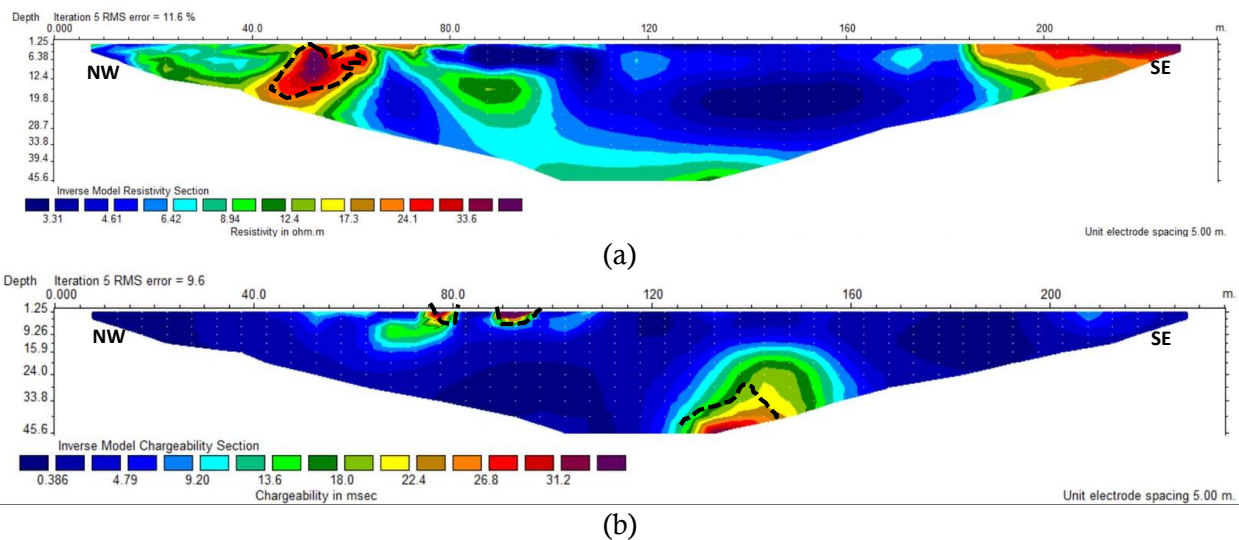 Depth Iteration 5 RMS error = 11.6 %
0.000 40.0 80.0 120 160 200 m.
1.25
6.38
12.4
19.8
28.7
33.8
39.4
45.6
NW SE
Inverse Model Resistivity Section
3.31 4.61 6.42 8.94 12.4 17.3 24.1 33.6
Resistivity in ohm.m Unit electrode spacing 5.00 m.
(a)
Depth Iteration 5 RMS error = 9.6
0.000 40.0 80.0 120 160 200 m.
1.25
9.26
15.9
24.0
33.8
45.6
NW SE
Inverse Model Chargeability Section
0.386 4.79 9.20 13.6 18.0 22.4 26.8 31.2
Chargeability in msec Unit electrode spacing 5.00 m.
(b)